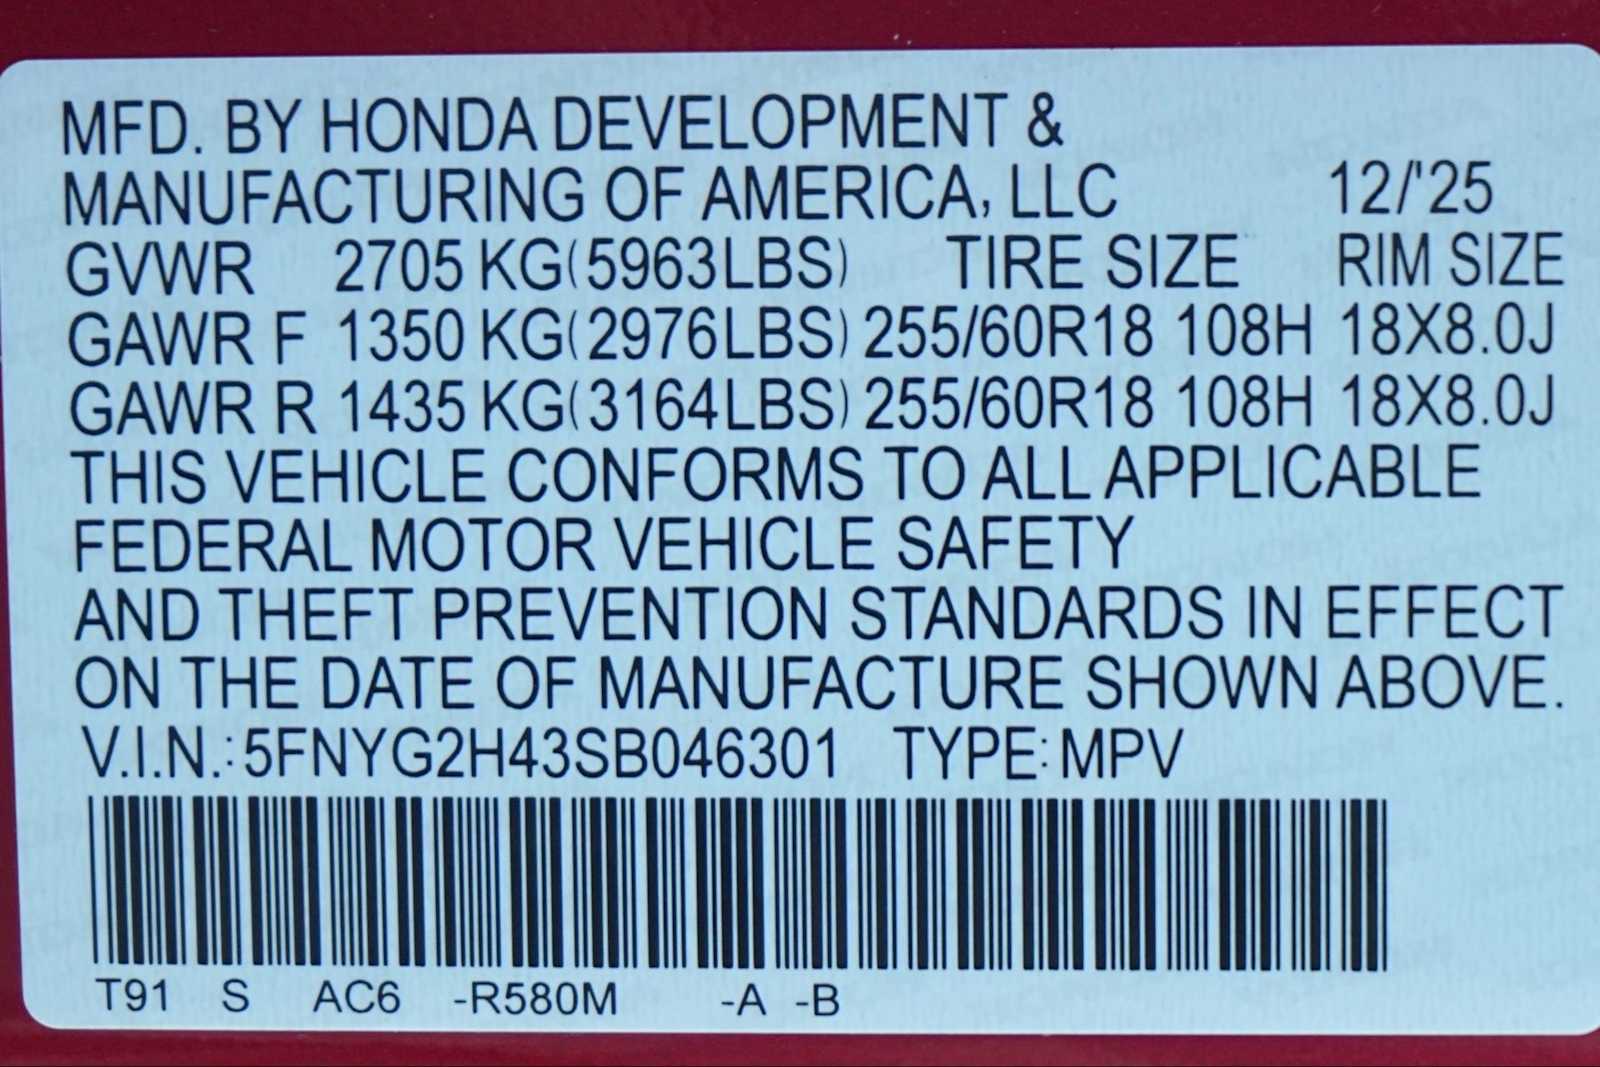 MFD. BY HONDA DEVELOPMENT &
MANUFACTURING OF AMERICA, LLC 12/'25
GVWR 2705 KG(5963LBS) TIRE SIZE RIM SIZE
GAWR F 1350 KG(2976LBS) 255/60R18 108H 18X8.0J
GAWR R 1435 KG(3164LBS) 255/60R18 108H 18X8.0J
THIS VEHICLE CONFORMS TO ALL APPLICABLE
FEDERAL MOTOR VEHICLE SAFETY
AND THEFT PREVENTION STANDARDS IN EFFECT
ON THE DATE OF MANUFACTURE SHOWN ABOVE.
V.I.N.: 5FNYG2H43SB046301 TYPE: MPV
T91 S AC6 -R580M -A -B